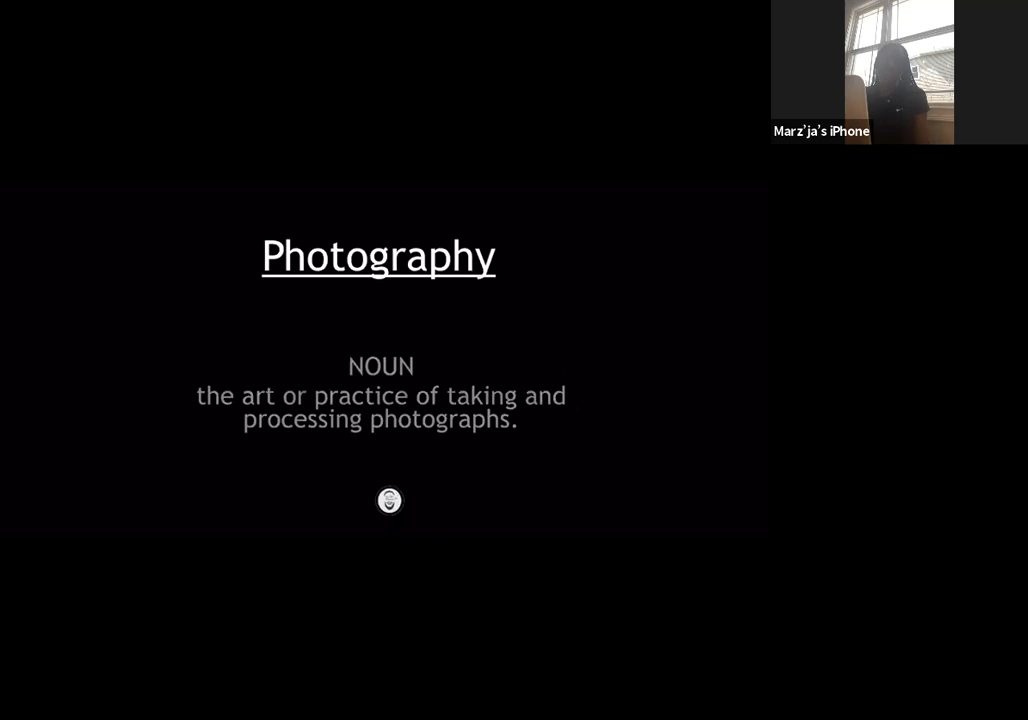 Marz’ja’s iPhone
Photography
NOUN
the art or practice of taking and
processing photographs.